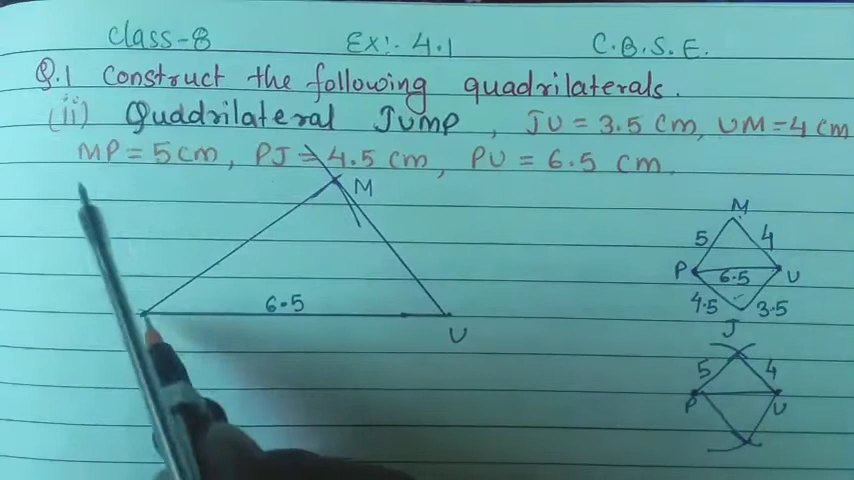 Class-8 Ex:- 4.1 C.B.S.E.
Q.1 Construct the following quadrilaterals.
(ii) Quddrilateral JUMP, JU = 3.5 cm, UM = 4 cm
MP = 5 cm, PJ = 4.5 cm, PU = 6.5 cm.
M
6.5
U
M
5 4
P 6.5 U
4.5 3.5
J
5 4
P U